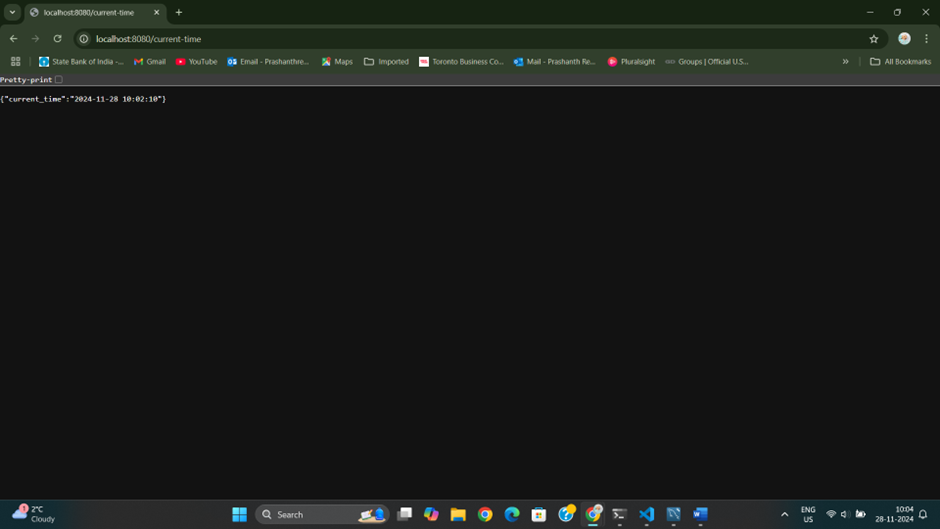 localhost:8080/current-time
localhost:8080/current-time
State Bank of India -...
Gmail
YouTube
Email - Prashanthre...
Maps
Imported
Toronto Business Co...
Mail - Prashanth Re...
Pluralsight
Groups | Official U.S...
»
All Bookmarks
Pretty-print
{"current_time":"2024-11-28 10:02:10"}
1
2°C
Cloudy
Search
ENG
US
10:04
28-11-2024